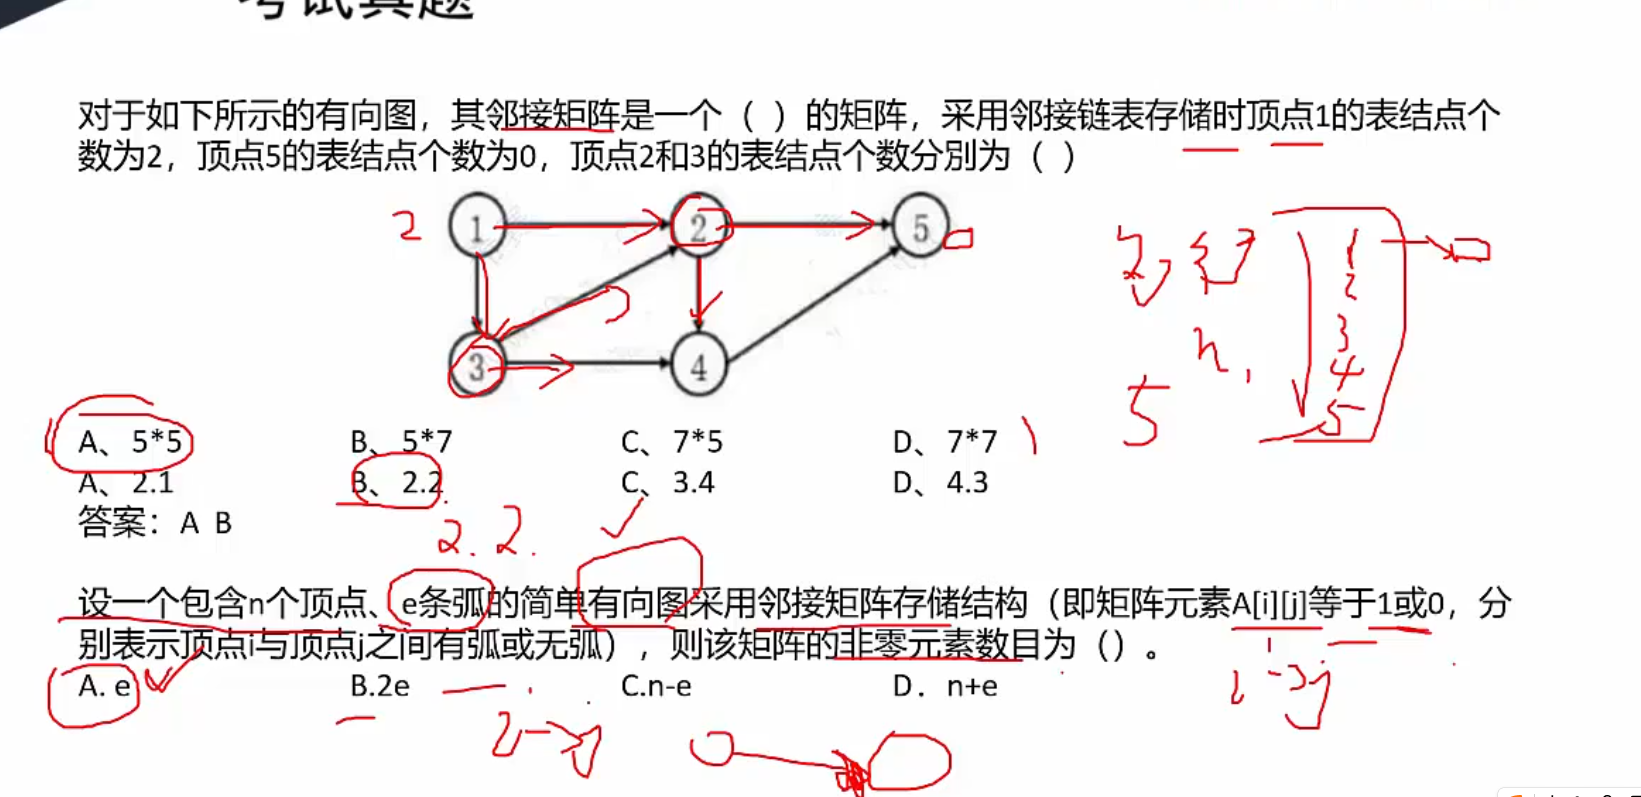 考试真题
对于如下所示的有向图，其邻接矩阵是一个（ ）的矩阵，采用邻接链表存储时顶点1的表结点个
数为2，顶点5的表结点个数为0，顶点2和3的表结点个数分别为（ ）
1 2 5
2
3 4
1
2
3
4
5
n
5
A、5*5 B、5*7 C、7*5 D、7*7
A、2.1 B、2.2 C、3.4 D、4.3
答案：A B
2. 2.
设一个包含n个顶点、e条弧的简单有向图采用邻接矩阵存储结构（即矩阵元素A[i][j]等于1或0，分
别表示顶点i与顶点j之间有弧或无弧），则该矩阵的非零元素数目为（）。
A. e B.2e C.n-e D．n+e